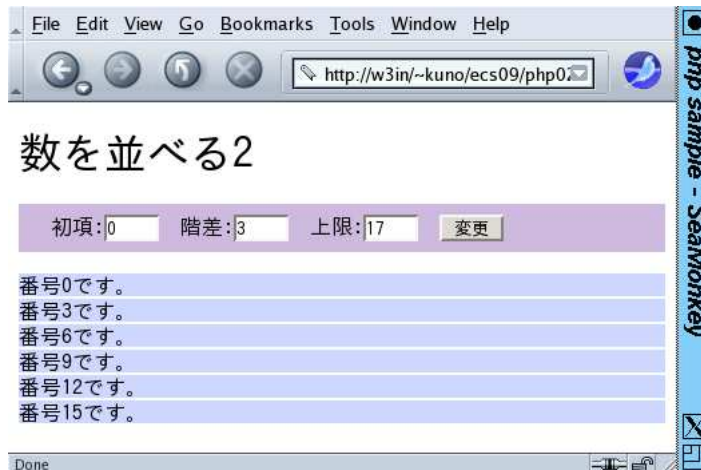 File Edit View Go Bookmarks Tools Window Help
http://w3in/~kuno/ecs09/php02
数を並べる2
初項:0 階差:3 上限:17 変更
番号0です。
番号3です。
番号6です。
番号9です。
番号12です。
番号15です。
Done
php sample - SeaMonkey